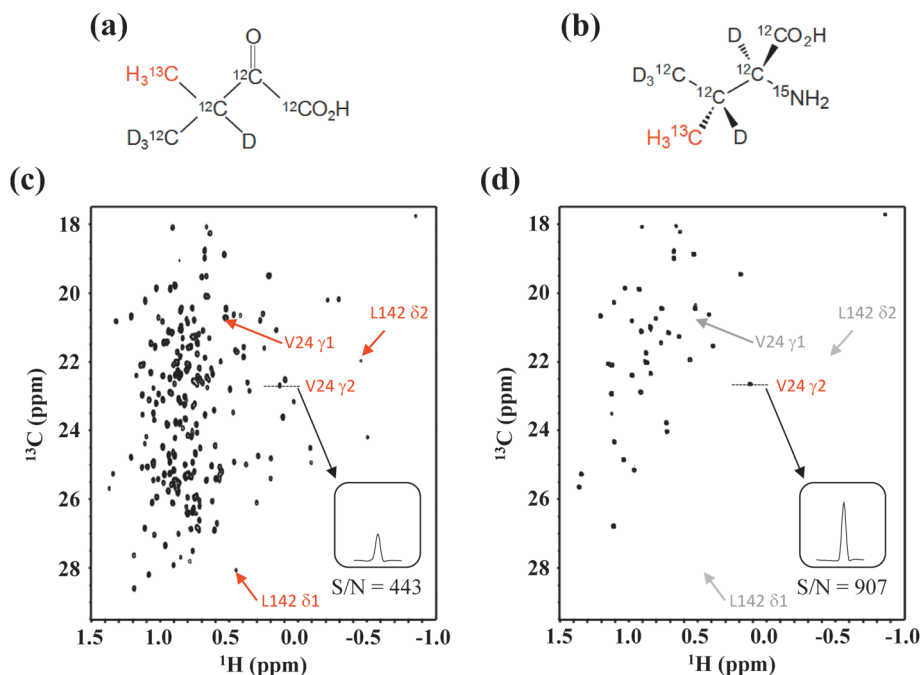 (a)
O
H₃¹³C
¹²C
¹²C
¹²CO₂H
D₃¹²C
D
(b)
D
¹²CO₂H
D₃¹²C
¹²C
¹²C
¹⁵NH2
H₃¹³C
D
(c)
18
20
22
24
26
28
¹³C (ppm)
L142 δ2
V24 γ1
V24 γ2
L142 δ1
S/N = 443
1.5 1.0 0.5 0.0 -0.5 -1.0
¹H (ppm)
(d)
18
20
22
24
26
28
¹³C (ppm)
L142 δ2
V24 γ1
V24 γ2
L142 δ1
S/N = 907
1.5 1.0 0.5 0.0 -0.5 -1.0
¹H (ppm)